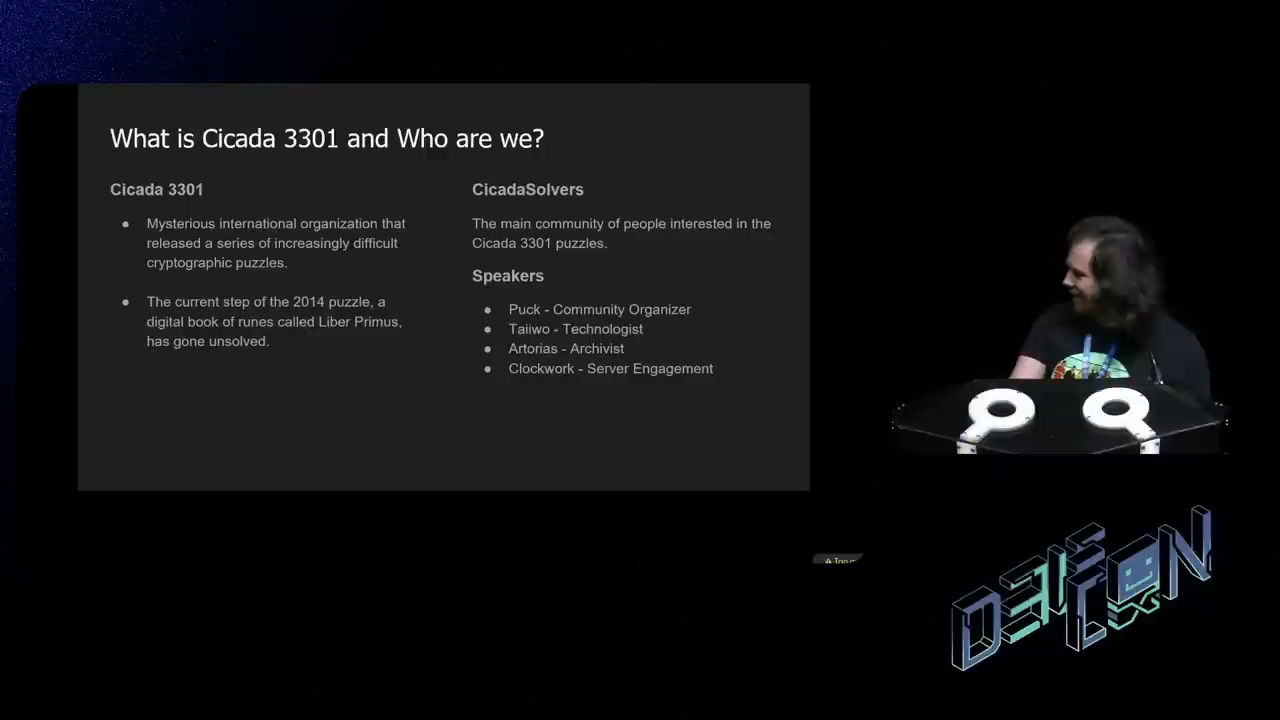 What is Cicada 3301 and Who are we?
Cicada 3301
● Mysterious international organization that
released a series of increasingly difficult
cryptographic puzzles.
● The current step of the 2014 puzzle, a
digital book of runes called Liber Primus,
has gone unsolved.
CicadaSolvers
The main community of people interested in the
Cicada 3301 puzzles.
Speakers
● Puck - Community Organizer
● Taiiwo - Technologist
● Artorias - Archivist
● Clockwork - Server Engagement
DEF
CON